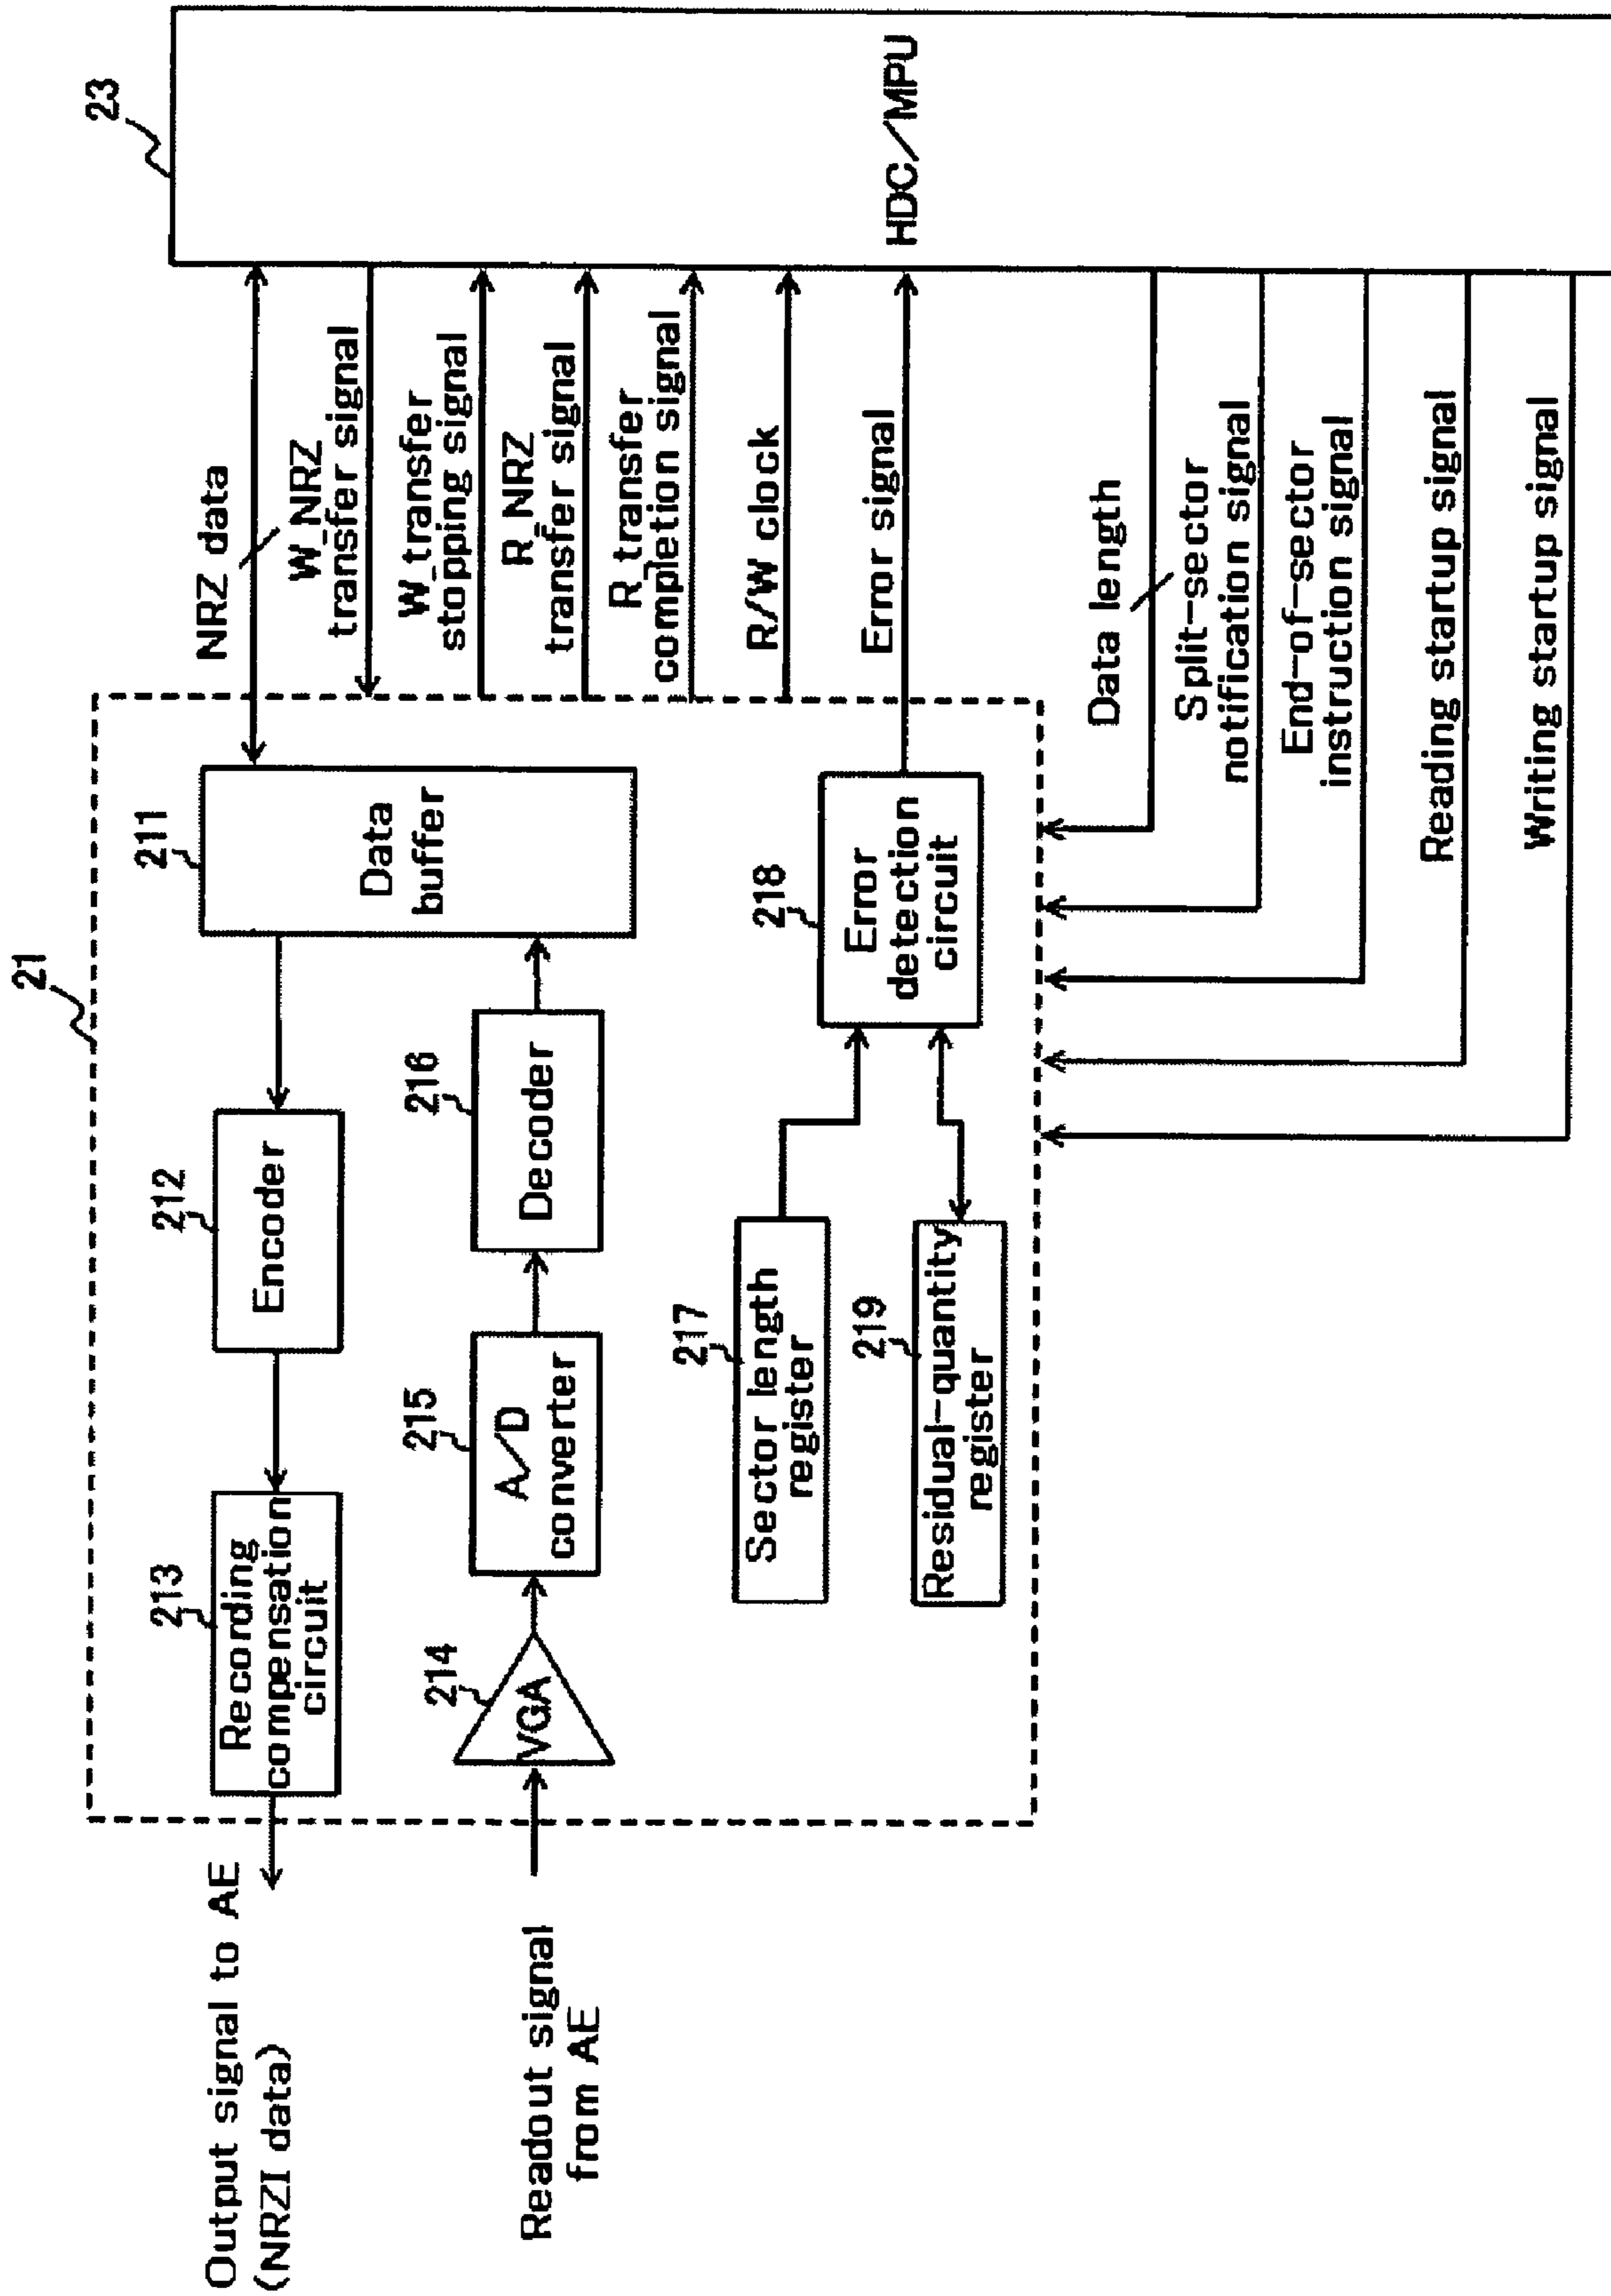 21
23
Output signal to AE
(NRZI data)
213
Recording
compensation
circuit
212
Encoder
211
Data
buffer
NRZ data
W_NRZ
transfer signal
W_transfer
stopping signal
R_NRZ
transfer signal
R_transfer
completion signal
R/W clock
Error signal
HDC/MPU
Readout signal
from AE
214
VGA
215
A/D
converter
216
Decoder
217
Sector length
register
218
Error
detection
circuit
219
Residual-quantity
register
Data length
Split-sector
notification signal
End-of-sector
instruction signal
Reading startup signal
Writing startup signal